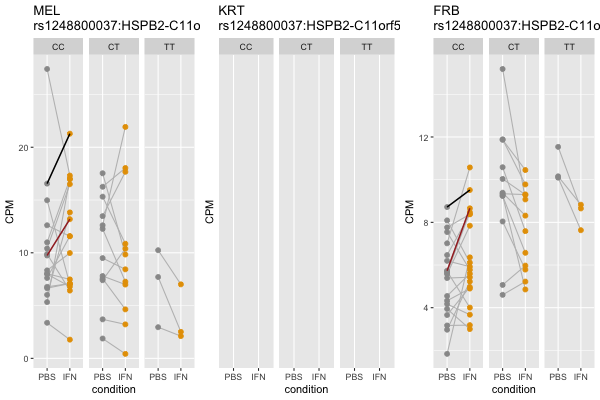 MEL
rs1248800037:HSPB2-C11o
CC CT TT
CPM
20
10
0
PBS IFN PBS IFN PBS IFN
condition
KRT
rs1248800037:HSPB2-C11orf5
CC CT TT
CPM
PBS IFN PBS IFN PBS IFN
condition
FRB
rs1248800037:HSPB2-C11o
CC CT TT
CPM
12
8
4
PBS IFN PBS IFN PBS IFN
condition